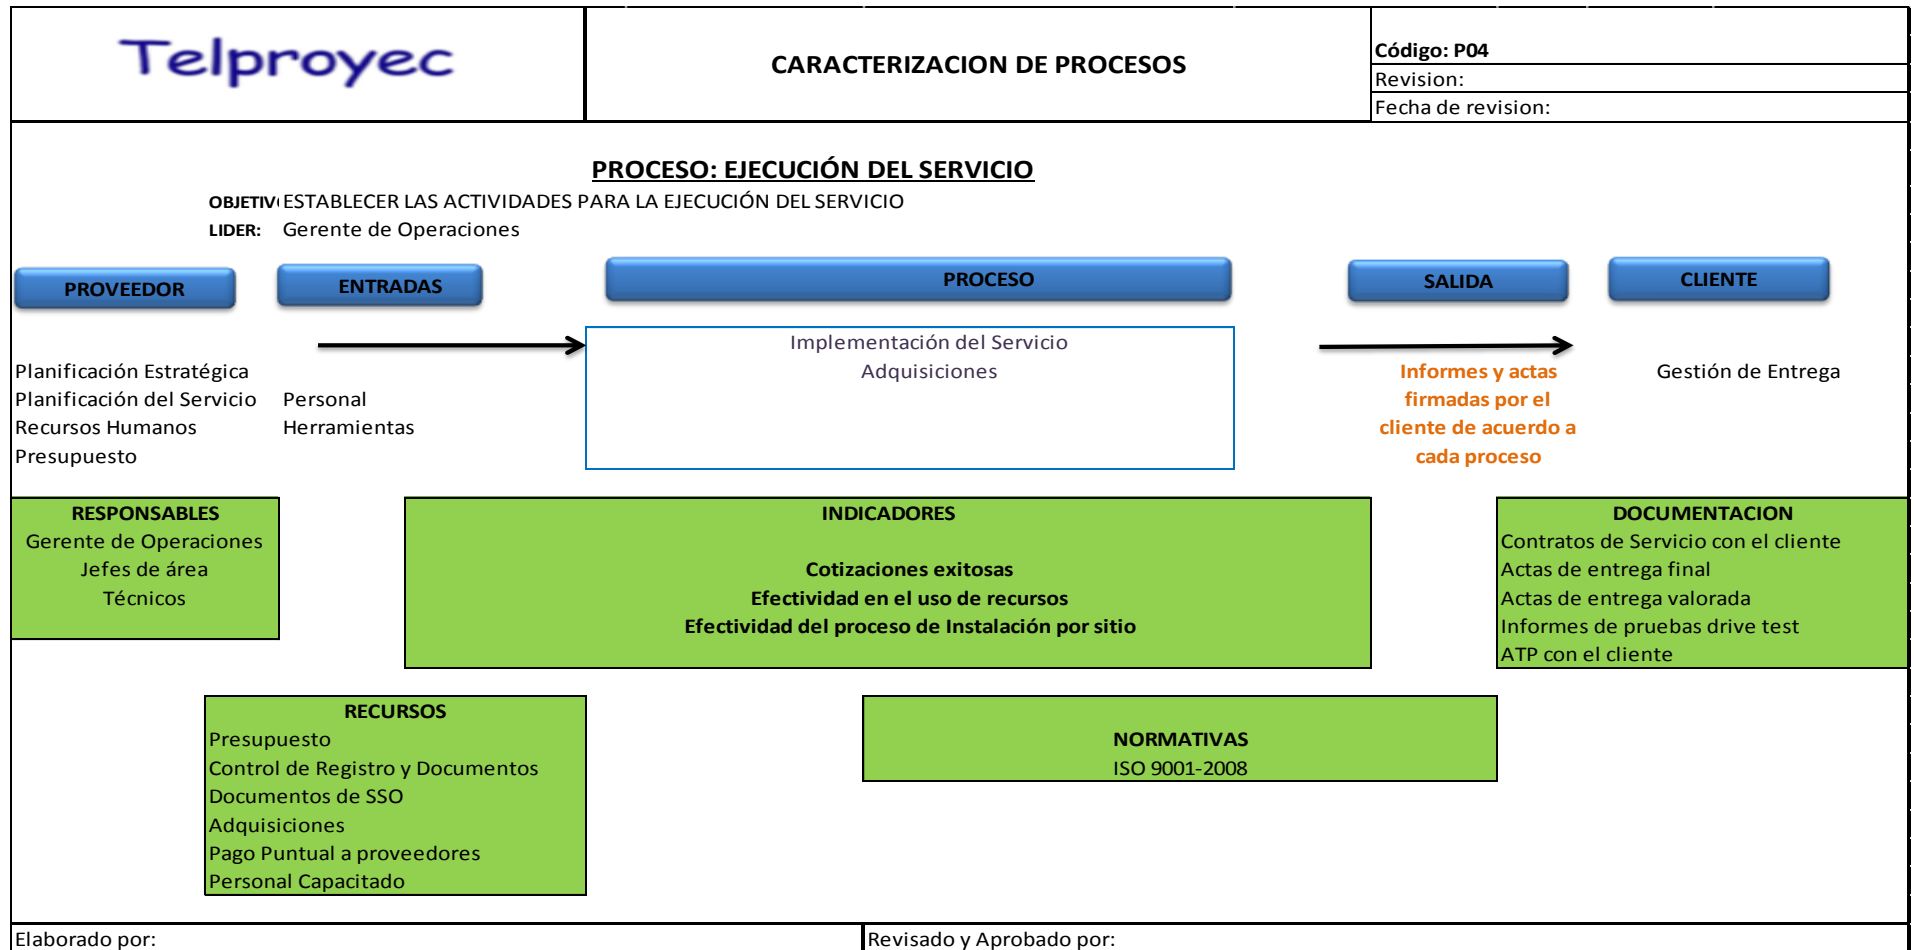 Telproyec
CARACTERIZACION DE PROCESOS
Código: P04
Revision:
Fecha de revision:
PROCESO: EJECUCIÓN DEL SERVICIO
OBJETIV ESTABLECER LAS ACTIVIDADES PARA LA EJECUCIÓN DEL SERVICIO
LIDER: Gerente de Operaciones
PROVEEDOR
ENTRADAS
PROCESO
SALIDA
CLIENTE
Planificación Estratégica
Planificación del Servicio
Recursos Humanos
Presupuesto
Personal
Herramientas
Implementación del Servicio
Adquisiciones
Informes y actas
firmadas por el
cliente de acuerdo a
cada proceso
Gestión de Entrega
RESPONSABLES
Gerente de Operaciones
Jefes de área
Técnicos
INDICADORES
Cotizaciones exitosas
Efectividad en el uso de recursos
Efectividad del proceso de Instalación por sitio
DOCUMENTACION
Contratos de Servicio con el cliente
Actas de entrega final
Actas de entrega valorada
Informes de pruebas drive test
ATP con el cliente
RECURSOS
Presupuesto
Control de Registro y Documentos
Documentos de SSO
Adquisiciones
Pago Puntual a proveedores
Personal Capacitado
NORMATIVAS
ISO 9001-2008
Elaborado por:
Revisado y Aprobado por: